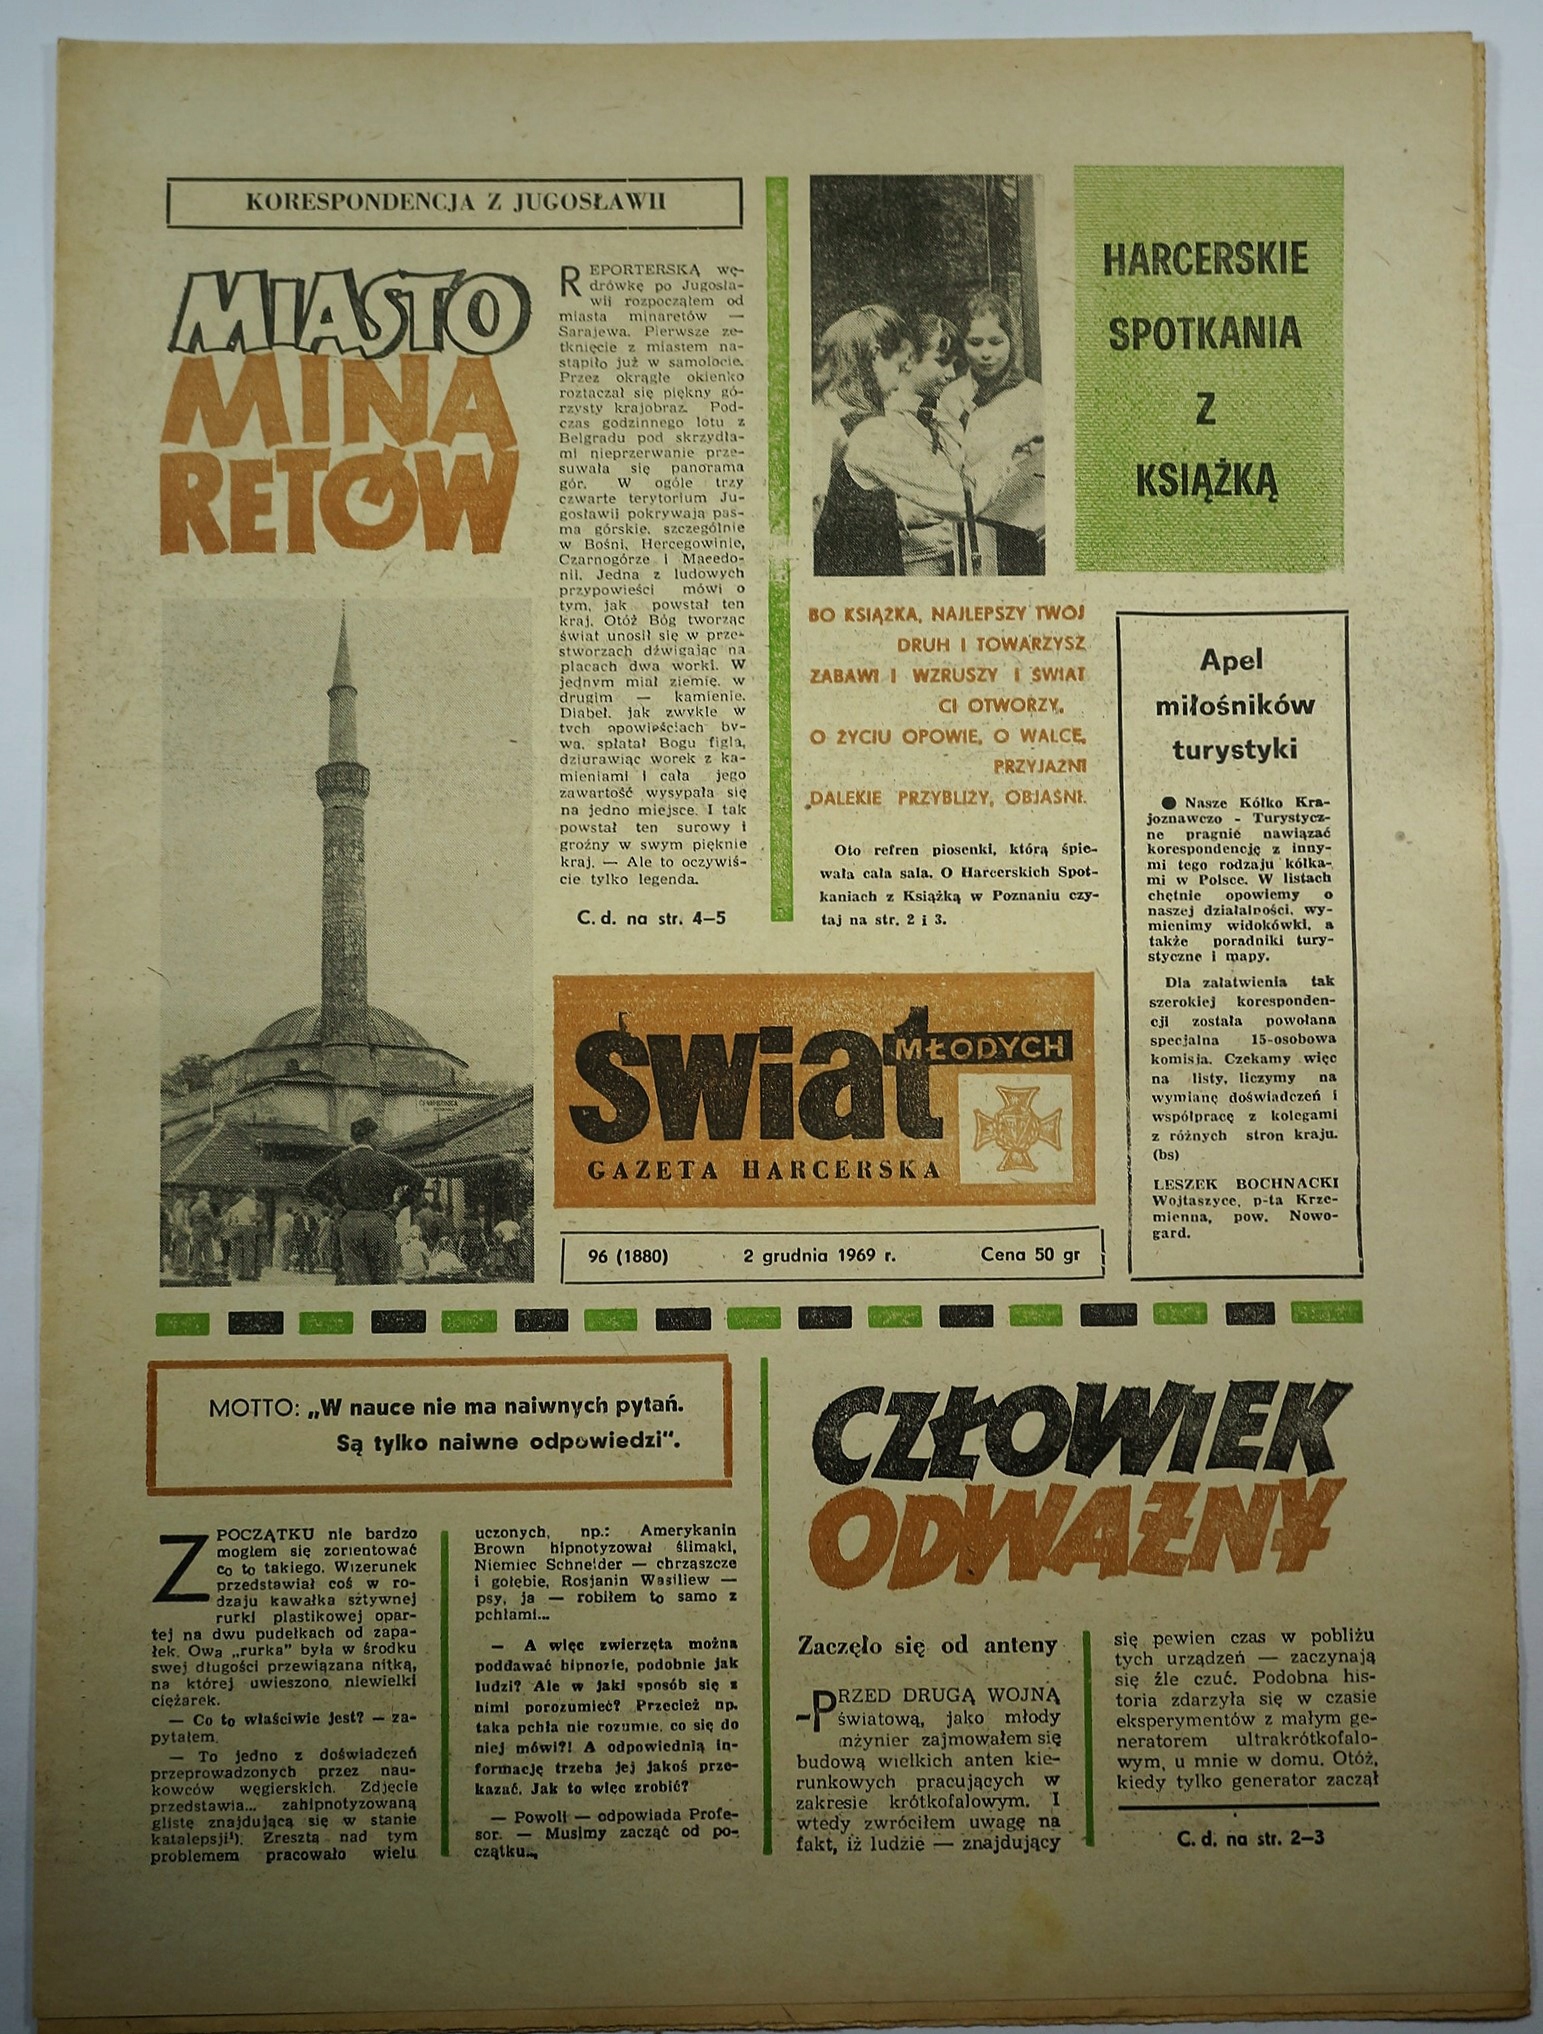 KORESPONDENCJA Z JUGOSŁAWII
MIASTO
MINA
RETÓW
REPORTERSKĄ wę-
drówkę po Jugosła-
wii rozpocząłem od
miasta minaretów —
Sarajewa. Pierwsze ze-
tknięcie z miastem na-
stąpiło już w samolocie.
Przez okrągłe okienko
roztaczał się piękny gó-
rzysty krajobraz. Pod-
czas godzinnego lotu z
Belgradu pod skrzydła-
mi nieprzerwanie prze-
suwała się panorama
gór. W ogóle trzy
czwarte terytorium Ju-
gosławii pokrywają pas-
ma górskie, szczególnie
w Bośni, Hercegowinie,
Czarnogórze i Macedo-
nii. Jedna z ludowych
przypowieści mówi o
tym, jak powstał ten
kraj. Otóż Bóg tworząc
świat unosił się w prze-
stworzach dźwigając na
plecach dwa worki. W
jednym miał ziemię, w
drugim — kamienie.
Diabeł, jak zwykle w
tych opowieściach by-
wa, spłatał Bogu figla,
dziurawiąc worek z ka-
mieniami i cała jego
zawartość wysypała się
na jedno miejsce. I tak
powstał ten surowy i
groźny w swym pięknie
kraj. — Ale to oczywiś-
cie tylko legenda.
C. d. na str. 4–5
HARCERSKIE
SPOTKANIA
Z
KSIĄŻKĄ
BO KSIĄŻKA, NAJLEPSZY TWOJ
DRUH I TOWARZYSZ
ZABAWI I WZRUSZY I ŚWIAT
CI OTWORZY,
O ŻYCIU OPOWIE, O WALCE,
PRZYJAŹNI
DALEKIE PRZYBLIŻY, OBJAŚNI.
Oto refren piosenki, którą śpie-
wała cała sala. O Harcerskich Spot-
kaniach z Książką w Poznaniu czy-
taj na str. 2 i 3.
Apel
miłośników
turystyki
● Nasze Kółko Kra-
joznawczo - Turystycz-
ne pragnie nawiązać
korespondencję z inny-
mi tego rodzaju kółka-
mi w Polsce. W listach
chętnie opowiemy o
naszej działalności, wy-
mienimy widokówki, a
także poradniki tury-
styczne i mapy.
Dla załatwienia tak
szerokiej koresponden-
cji została powołana
specjalna 15-osobowa
komisja. Czekamy więc
na listy, liczymy na
wymianę doświadczeń i
współpracę z kolegami
z różnych stron kraju.
(bs)
LESZEK BOCHNACKI
Wojtaszyce, p-ta Krze-
mienna, pow. Nowo-
gard.
świat
MŁODYCH
GAZETA HARCERSKA
96 (1880) 2 grudnia 1969 r. Cena 50 gr
MOTTO: „W nauce nie ma naiwnych pytań.
Są tylko naiwne odpowiedzi".
Z POCZĄTKU nie bardzo
mogłem się zorientować
co to takiego. Wizerunek
przedstawiał coś w ro-
dzaju kawałka sztywnej
rurki plastikowej opar-
tej na dwu pudełkach od zapa-
łek. Owa „rurka" była w środku
swej długości przewiązana nitką,
na której uwieszono niewielki
ciężarek.
— Co to właściwie jest? — za-
pytałem.
— To jedno z doświadczeń
przeprowadzonych przez nau-
kowców węgierskich. Zdjęcie
przedstawia... zahipnotyzowaną
glistę znajdującą się w stanie
katalepsji¹). Zresztą nad tym
problemem pracowało wielu
uczonych, np.: Amerykanin
Brown hipnotyzował ślimaki,
Niemiec Schneider — chrząszcze
i gołębie, Rosjanin Wasiliew —
psy, ja — robiłem to samo z
pchłami...
— A więc zwierzęta można
poddawać hipnozie, podobnie jak
ludzi? Ale w jaki sposób się z
nimi porozumieć? Przecież np.
taka pchła nie rozumie, co się do
niej mówi?! A odpowiednią in-
formację trzeba jej jakoś prze-
kazać. Jak to więc zrobić?
— Powoli — odpowiada Profe-
sor. — Musimy zacząć od po-
czątku...
CZŁOWIEK
ODWAŻNY
Zaczęło się od anteny
–PRZED DRUGĄ WOJNĄ
światową, jako młody
inżynier zajmowałem się
budową wielkich anten kie-
runkowych pracujących w
zakresie krótkofalowym. I
wtedy zwróciłem uwagę na
fakt, iż ludzie — znajdujący
się pewien czas w pobliżu
tych urządzeń — zaczynają
się źle czuć. Podobna his-
toria zdarzyła się w czasie
eksperymentów z małym ge-
neratorem ultrakrótkofalo-
wym, u mnie w domu. Otóż,
kiedy tylko generator zaczął
C. d. na str. 2–3